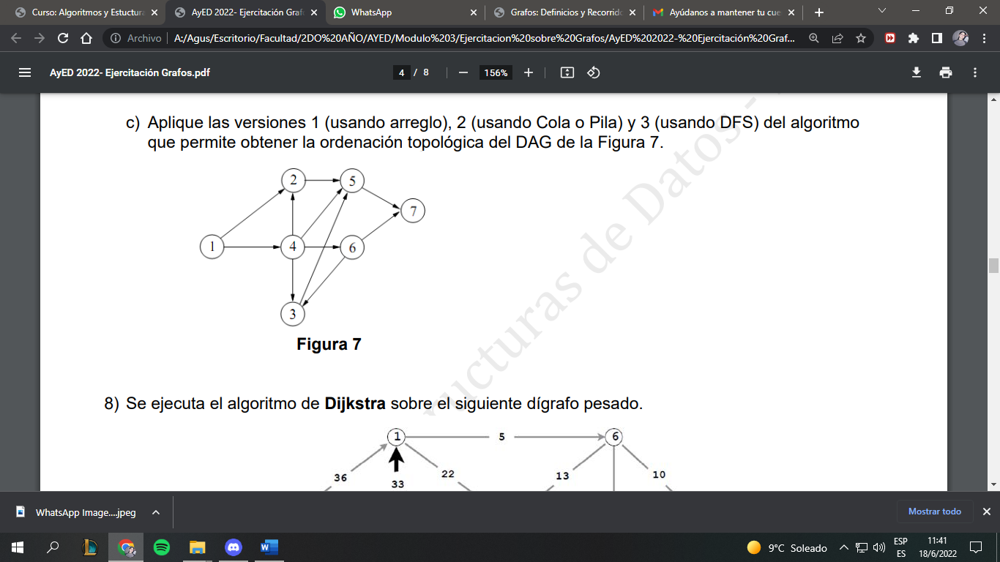 Curso: Algoritmos y Estuctura
AyED 2022- Ejercitación Graf
WhatsApp
Grafos: Definicios y Recorrido
Ayúdanos a mantener tu cue
Archivo
A:/Agus/Escritorio/Facultad/2DO%20AÑO/AYED/Modulo%203/Ejercitacion%20sobre%20Grafos/AyED%202022-%20Ejercitación%20Graf...
AyED 2022- Ejercitación Grafos.pdf
4 / 8
156%
c) Aplique las versiones 1 (usando arreglo), 2 (usando Cola o Pila) y 3 (usando DFS) del algoritmo
que permite obtener la ordenación topológica del DAG de la Figura 7.
2
5
7
1
4
6
3
Figura 7
ucturas de Datos -
8) Se ejecuta el algoritmo de Dijkstra sobre el siguiente dígrafo pesado.
1
5
6
36
22
13
10
33
WhatsApp Image....jpeg
Mostrar todo
9°C Soleado
ESP
ES
11:41
18/6/2022